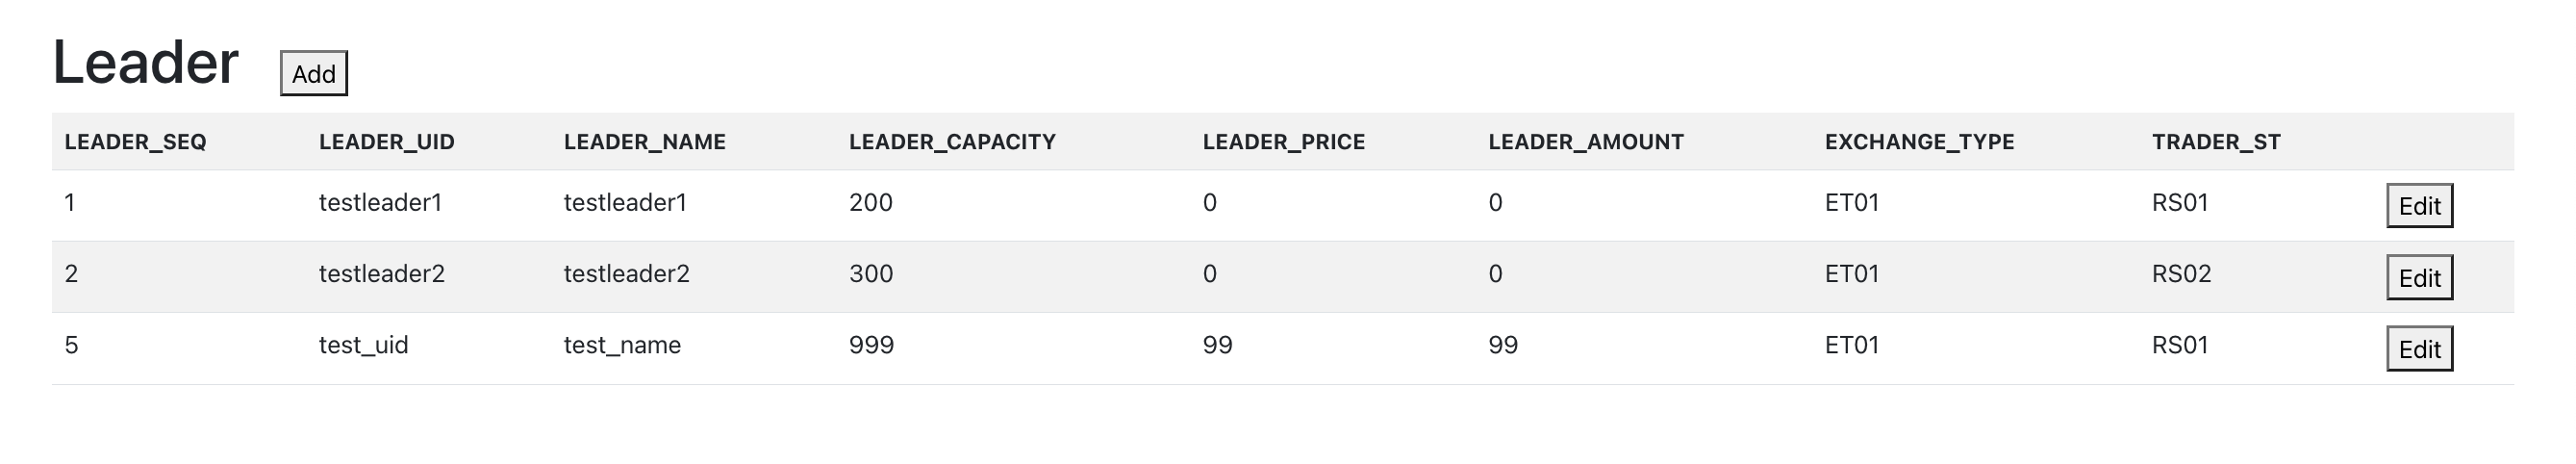 Leader Add
LEADER_SEQ LEADER_UID LEADER_NAME LEADER_CAPACITY LEADER_PRICE LEADER_AMOUNT EXCHANGE_TYPE TRADER_ST
1 testleader1 testleader1 200 0 0 ET01 RS01 Edit
2 testleader2 testleader2 300 0 0 ET01 RS02 Edit
5 test_uid test_name 999 99 99 ET01 RS01 Edit